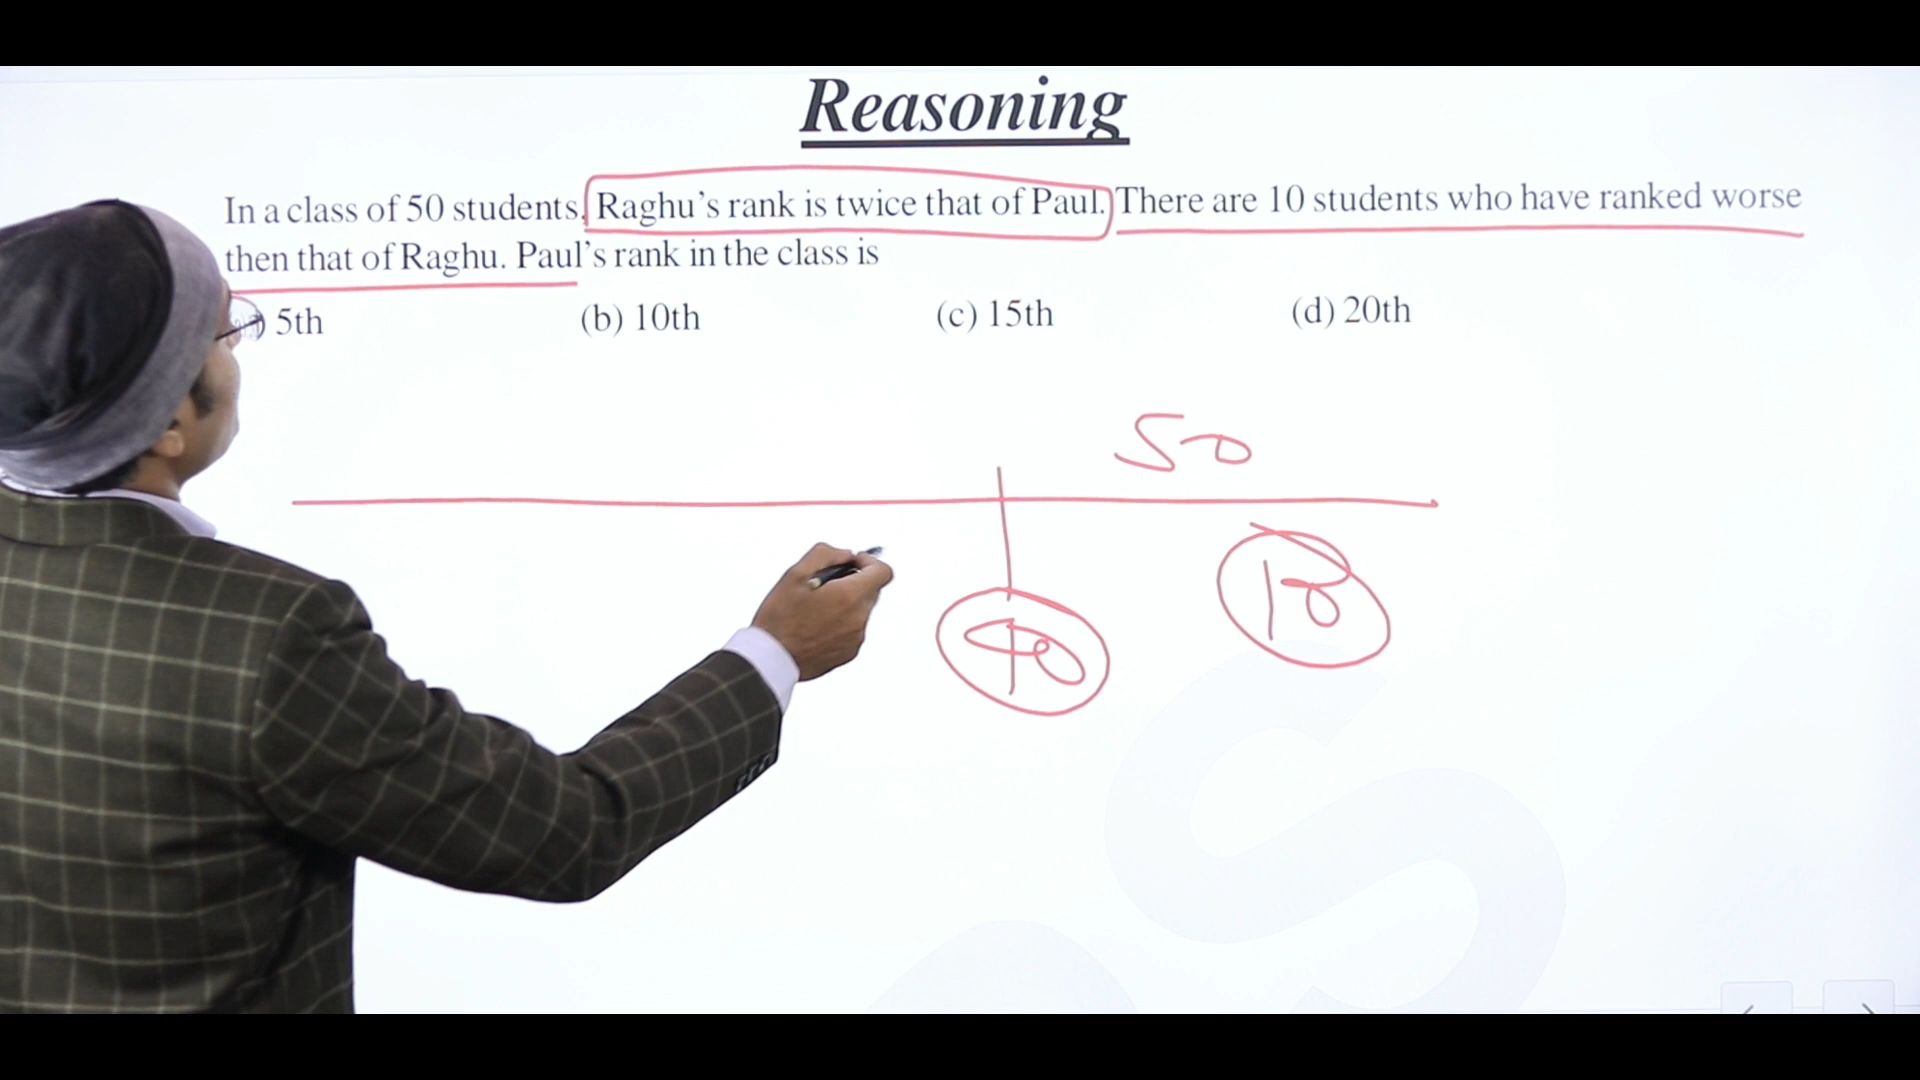 Reasoning
In a class of 50 students, Raghu's rank is twice that of Paul. There are 10 students who have ranked worse
then that of Raghu. Paul's rank in the class is
5th (b) 10th (c) 15th (d) 20th
50
40 10